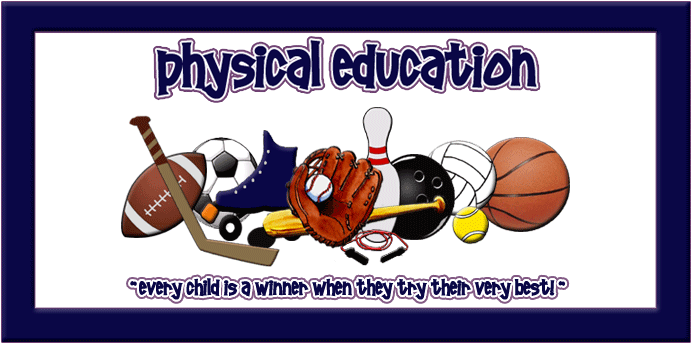 physical education
~every child is a winner when they try their very best!~